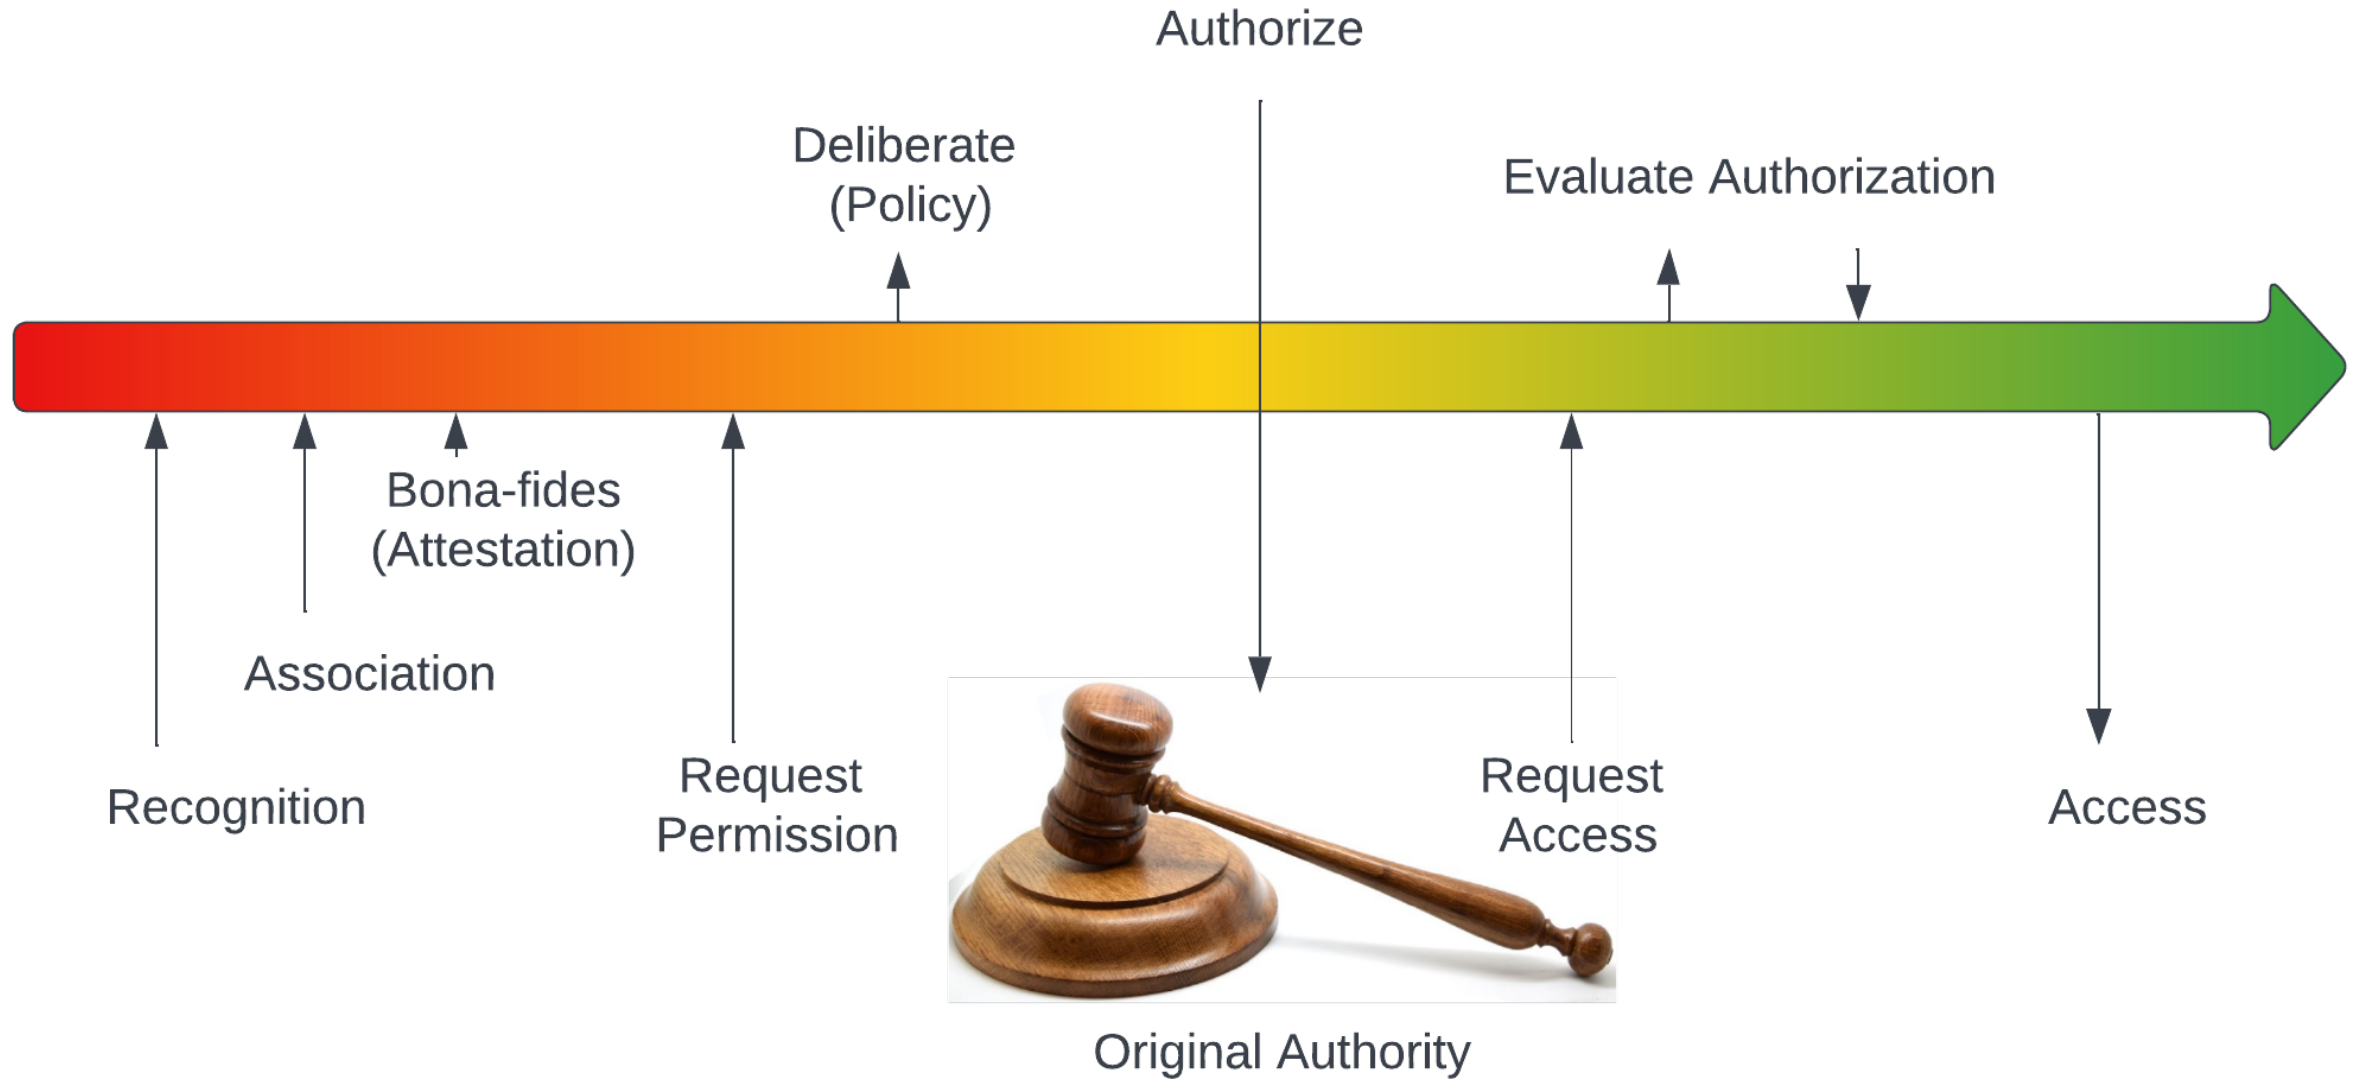 Authorize
Deliberate
(Policy)
Evaluate Authorization
Bona-fides
(Attestation)
Association
Recognition
Request
Permission
Request
Access
Access
Original Authority